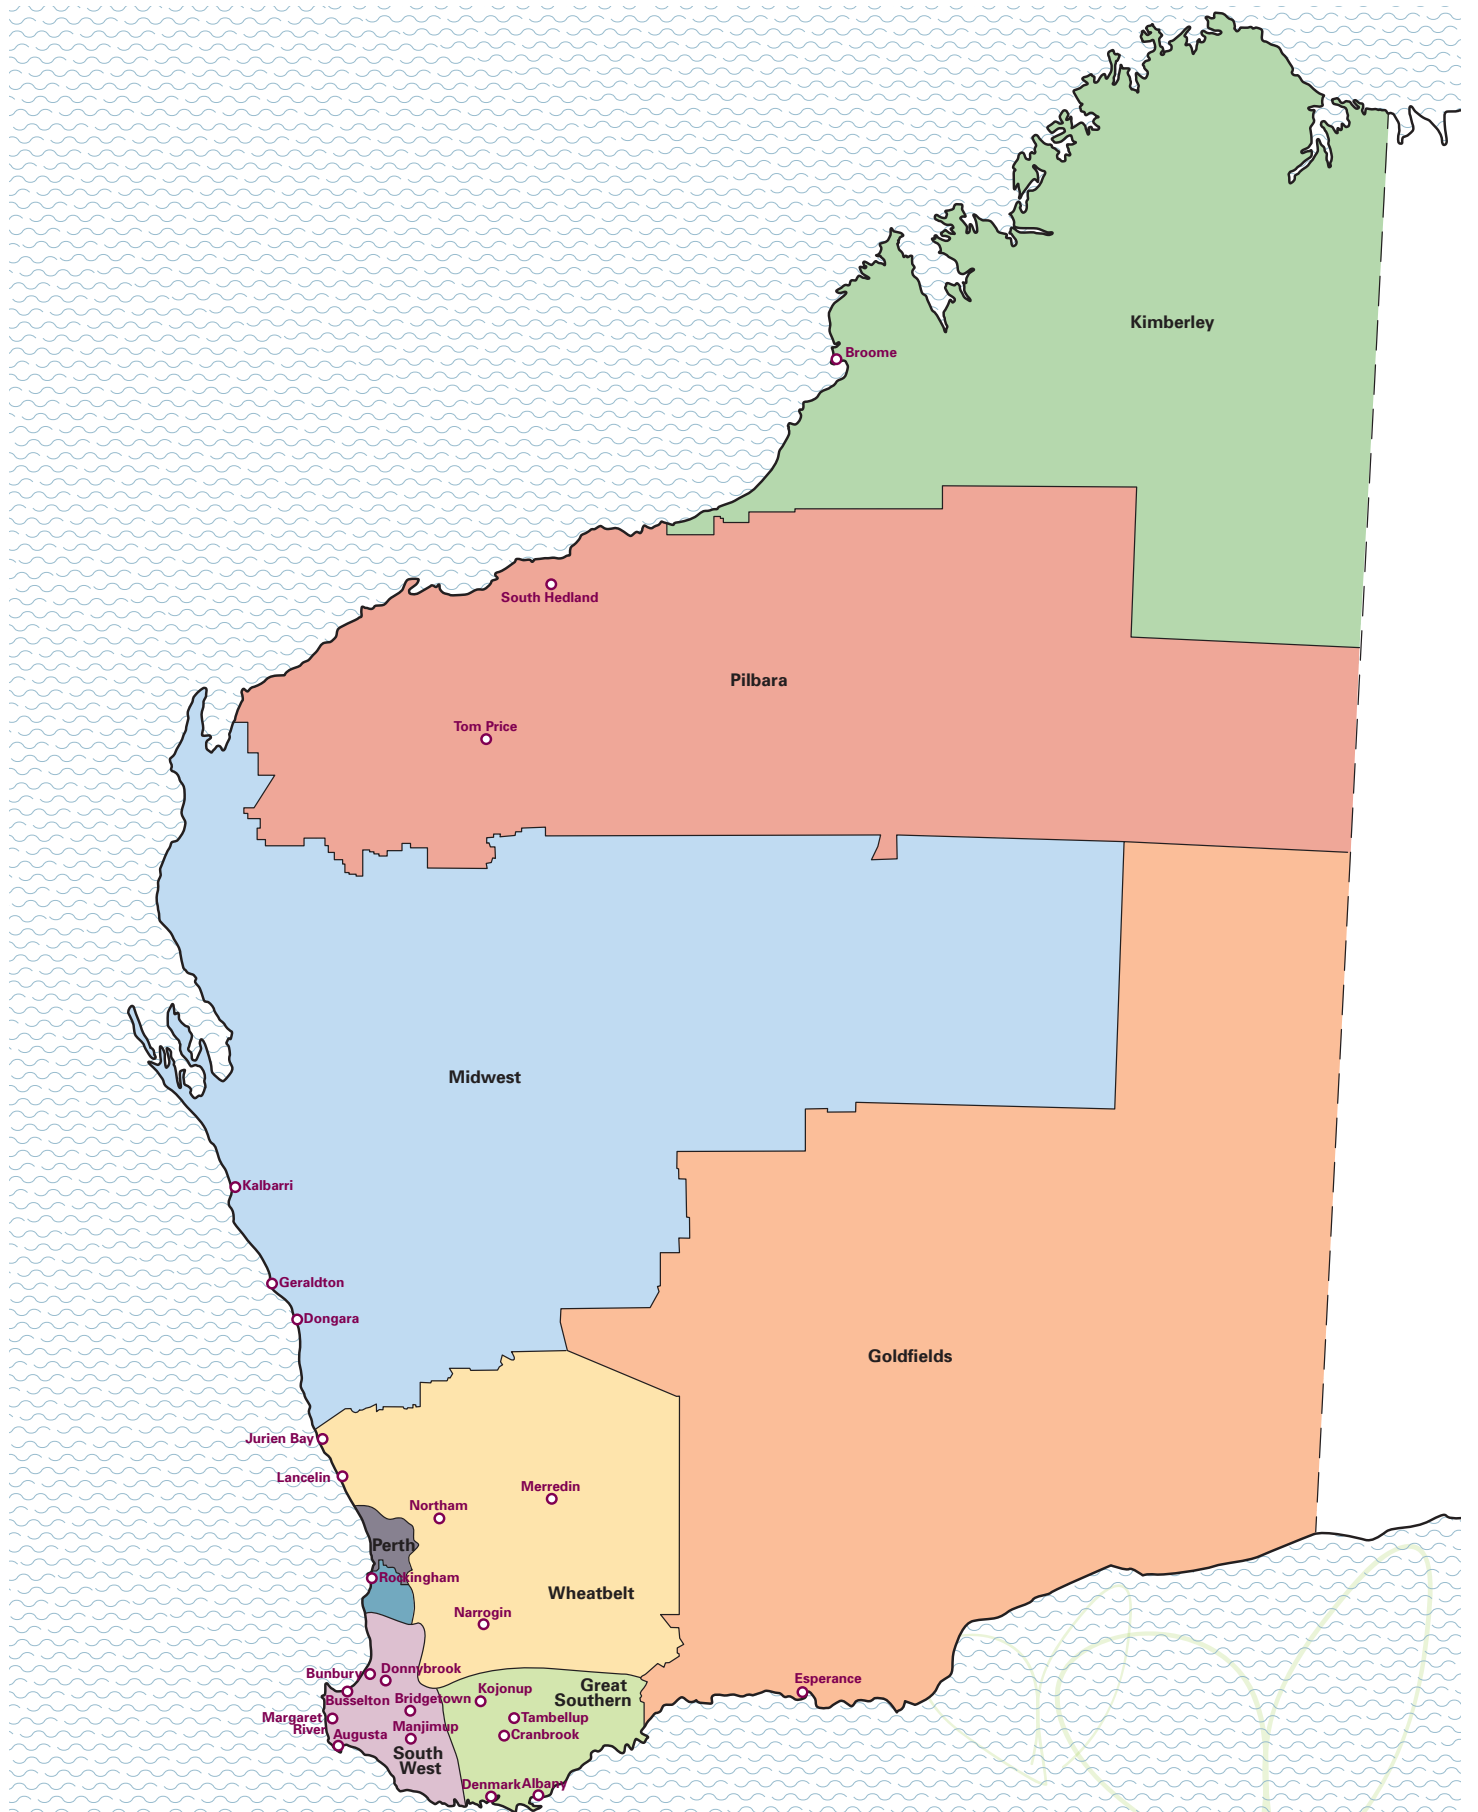 Kimberley
Broome
South Hedland
Pilbara
Tom Price
Midwest
Kalbarri
Geraldton
Dongara
Goldfields
Jurien Bay
Lancelin
Merredin
Northam
Perth
Rockingham
Wheatbelt
Narrogin
Bunbury
Donnybrook
Busselton
Bridgetown
Kojonup
Great
Southern
Esperance
Margaret
River
Tambellup
Augusta
Manjimup
Cranbrook
South
West
Denmark
Albany